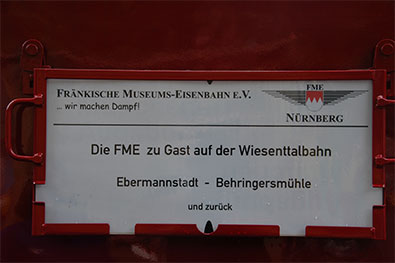 FRÄNKISCHE MUSEUMS-EISENBAHN E.V.
... wir machen Dampf!
FME
NÜRNBERG
Die FME zu Gast auf der Wiesenttalbahn
Ebermannstadt - Behringersmühle
und zurück